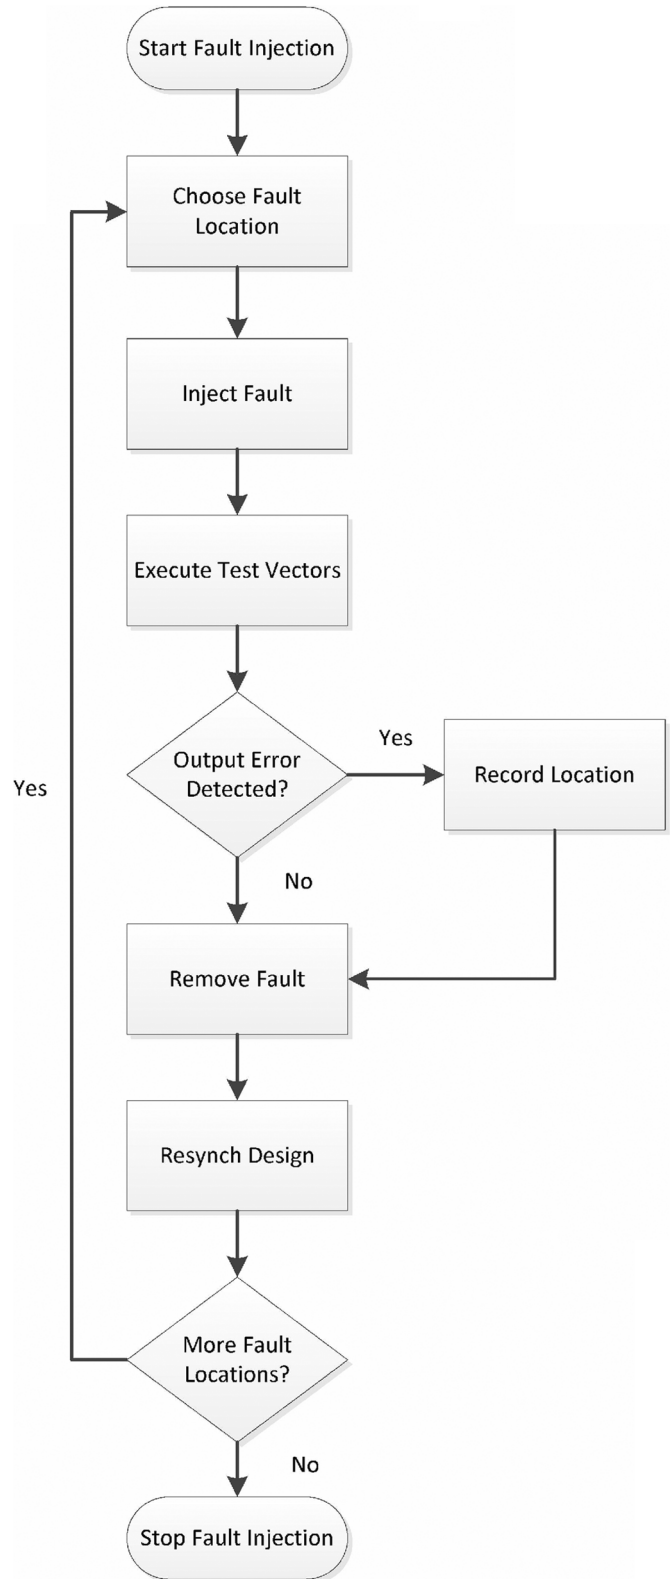 Start Fault Injection
Choose Fault
Location
Inject Fault
Execute Test Vectors
Output Error
Detected?
Yes
Record Location
Yes
No
Remove Fault
Resynch Design
More Fault
Locations?
No
Stop Fault Injection